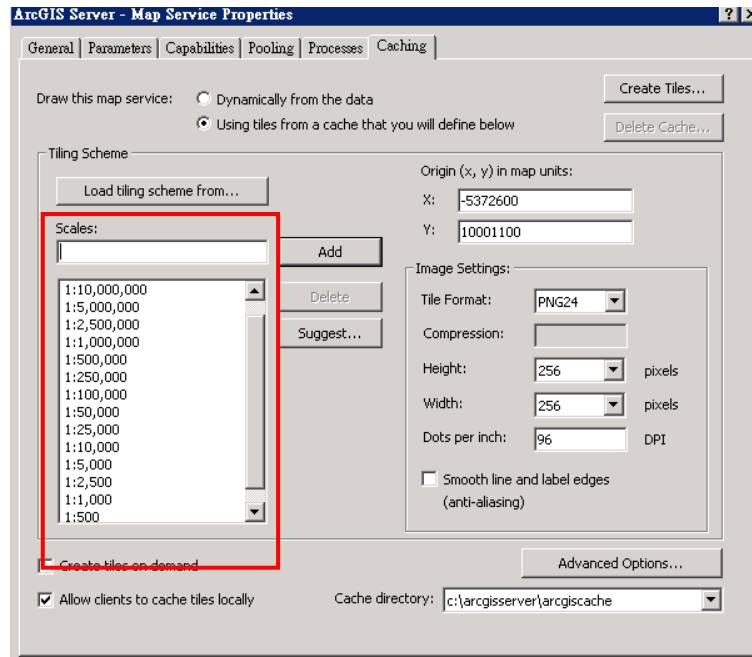 ArcGIS Server - Map Service Properties
General Parameters Capabilities Pooling Processes Caching
Draw this map service:
Dynamically from the data
Using tiles from a cache that you will define below
Create Tiles...
Delete Cache...
Tiling Scheme
Load tiling scheme from...
Scales:
Add
Delete
Suggest...
1:10,000,000
1:5,000,000
1:2,500,000
1:1,000,000
1:500,000
1:250,000
1:100,000
1:50,000
1:25,000
1:10,000
1:5,000
1:2,500
1:1,000
1:500
Origin (x, y) in map units:
X: -5372600
Y: 10001100
Image Settings:
Tile Format: PNG24
Compression:
Height: 256 pixels
Width: 256 pixels
Dots per inch: 96 DPI
Smooth line and label edges
(anti-aliasing)
Create tiles on demand
Advanced Options...
Allow clients to cache tiles locally
Cache directory: c:\arcgisserver\arcgiscache